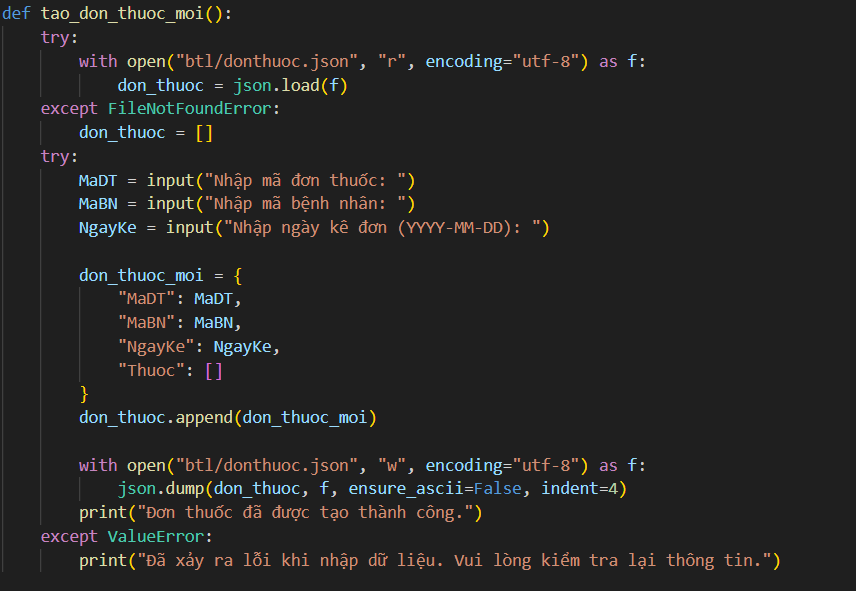 def tao_don_thuoc_moi():
    try:
        with open("btl/donthuoc.json", "r", encoding="utf-8") as f:
            don_thuoc = json.load(f)
    except FileNotFoundError:
        don_thuoc = []
    try:
        MaDT = input("Nhập mã đơn thuốc: ")
        MaBN = input("Nhập mã bệnh nhân: ")
        NgayKe = input("Nhập ngày kê đơn (YYYY-MM-DD): ")

        don_thuoc_moi = {
            "MaDT": MaDT,
            "MaBN": MaBN,
            "NgayKe": NgayKe,
            "Thuoc": []
        }
        don_thuoc.append(don_thuoc_moi)

        with open("btl/donthuoc.json", "w", encoding="utf-8") as f:
            json.dump(don_thuoc, f, ensure_ascii=False, indent=4)
        print("Đơn thuốc đã được tạo thành công.")
    except ValueError:
        print("Đã xảy ra lỗi khi nhập dữ liệu. Vui lòng kiểm tra lại thông tin.")